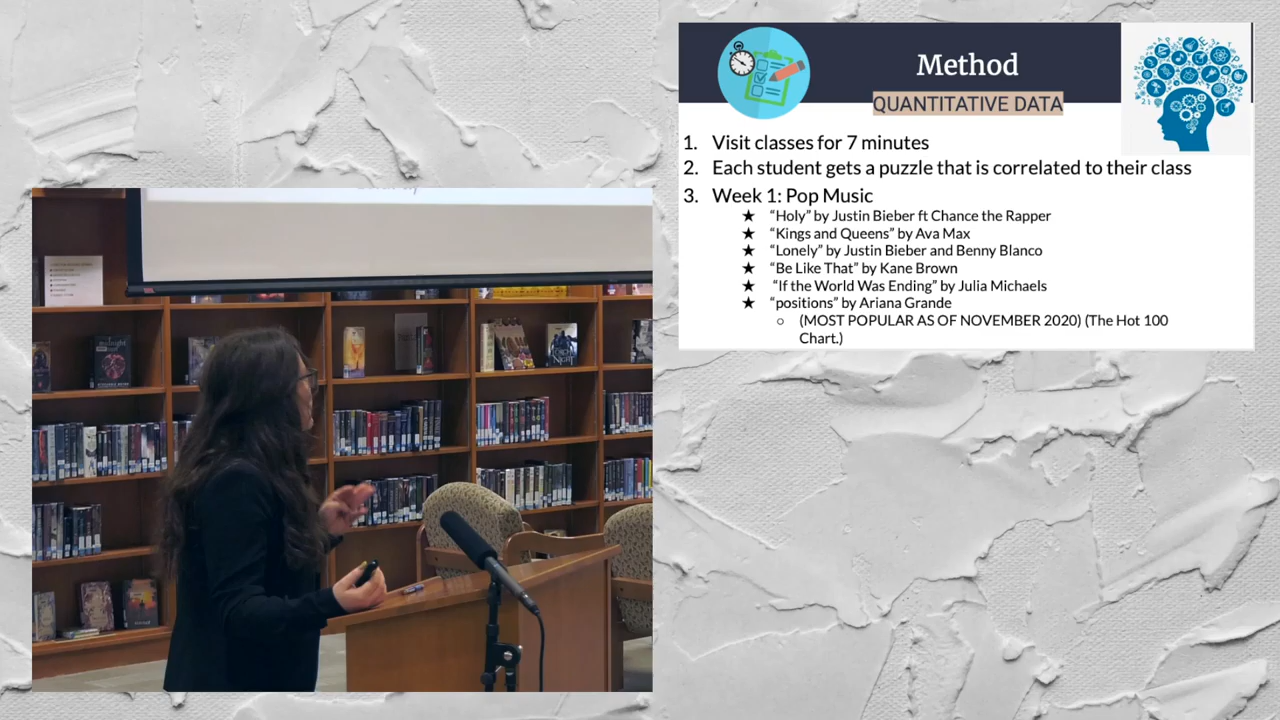 Method
QUANTITATIVE DATA
1. Visit classes for 7 minutes
2. Each student gets a puzzle that is correlated to their class
3. Week 1: Pop Music
★ “Holy” by Justin Bieber ft Chance the Rapper
★ “Kings and Queens” by Ava Max
★ “Lonely” by Justin Bieber and Benny Blanco
★ “Be Like That” by Kane Brown
★ “If the World Was Ending” by Julia Michaels
★ “positions” by Ariana Grande
○ (MOST POPULAR AS OF NOVEMBER 2020) (The Hot 100
Chart.)
midnight